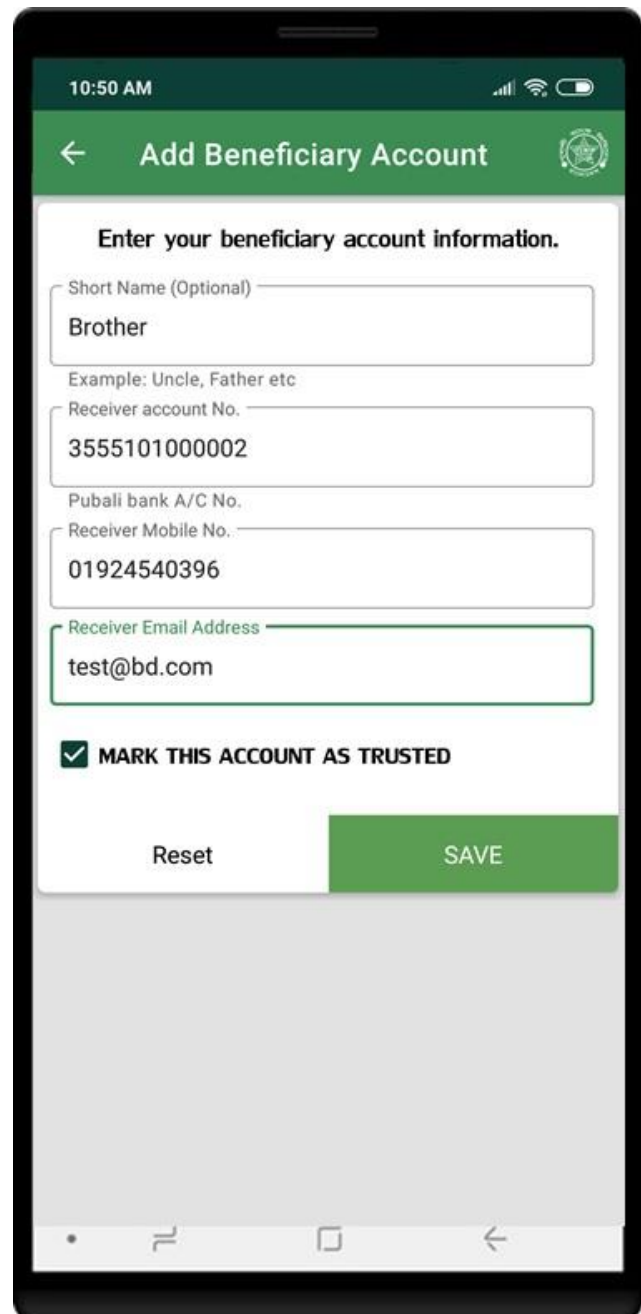 10:50 AM
Add Beneficiary Account
Enter your beneficiary account information.
Short Name (Optional)
Brother
Example: Uncle, Father etc
Receiver account No.
3555101000002
Pubali bank A/C No.
Receiver Mobile No.
01924540396
Receiver Email Address
test@bd.com
MARK THIS ACCOUNT AS TRUSTED
Reset SAVE